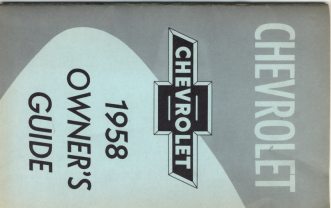 CHEVROLET
CHEVROLET
1958
OWNER'S
GUIDE